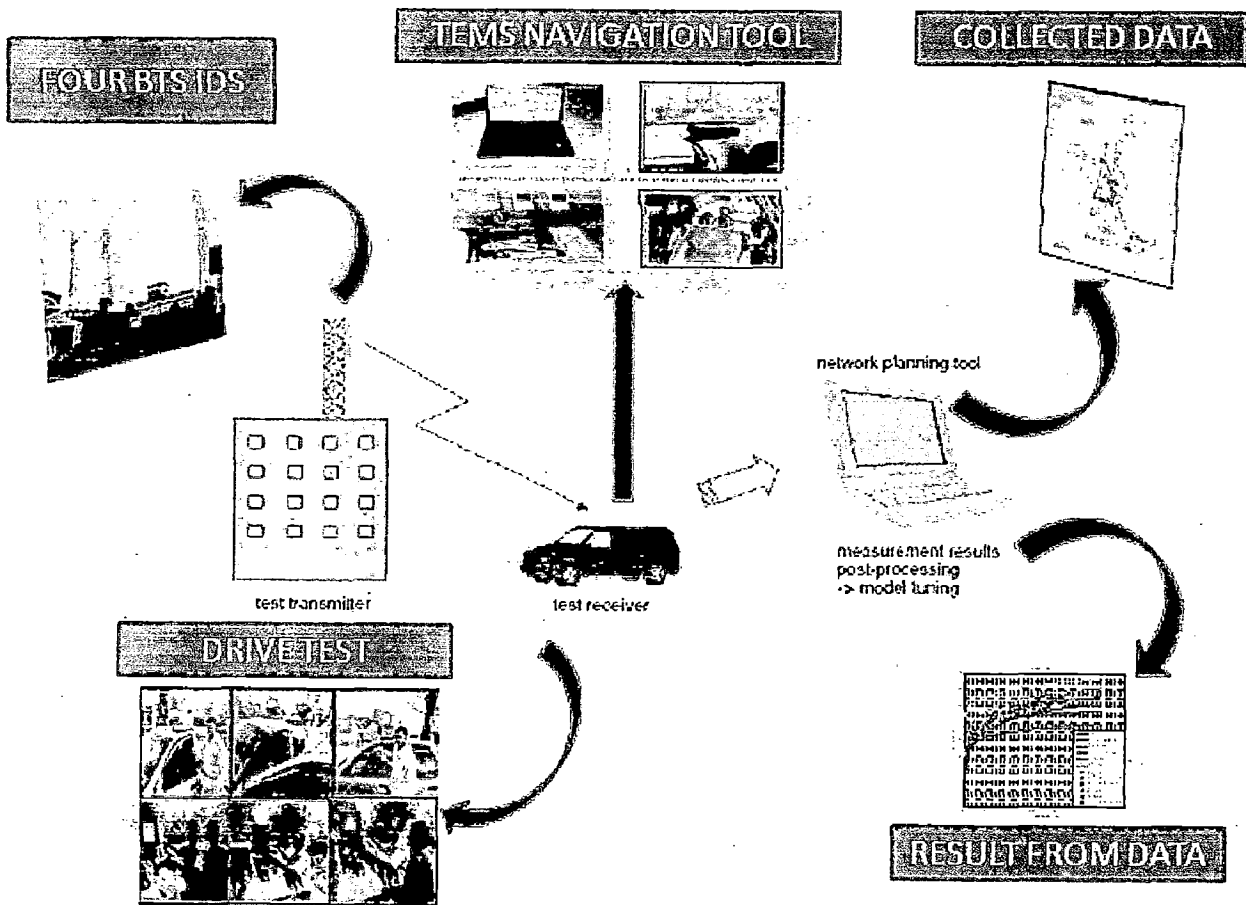 FOUR BTS IDS
TEMS NAVIGATION TOOL
COLLECTED DATA
network planning tool
measurement results
post-processing
-> model tuning
test transmitter
test receiver
DRIVE TEST
RESULT FROM DATA